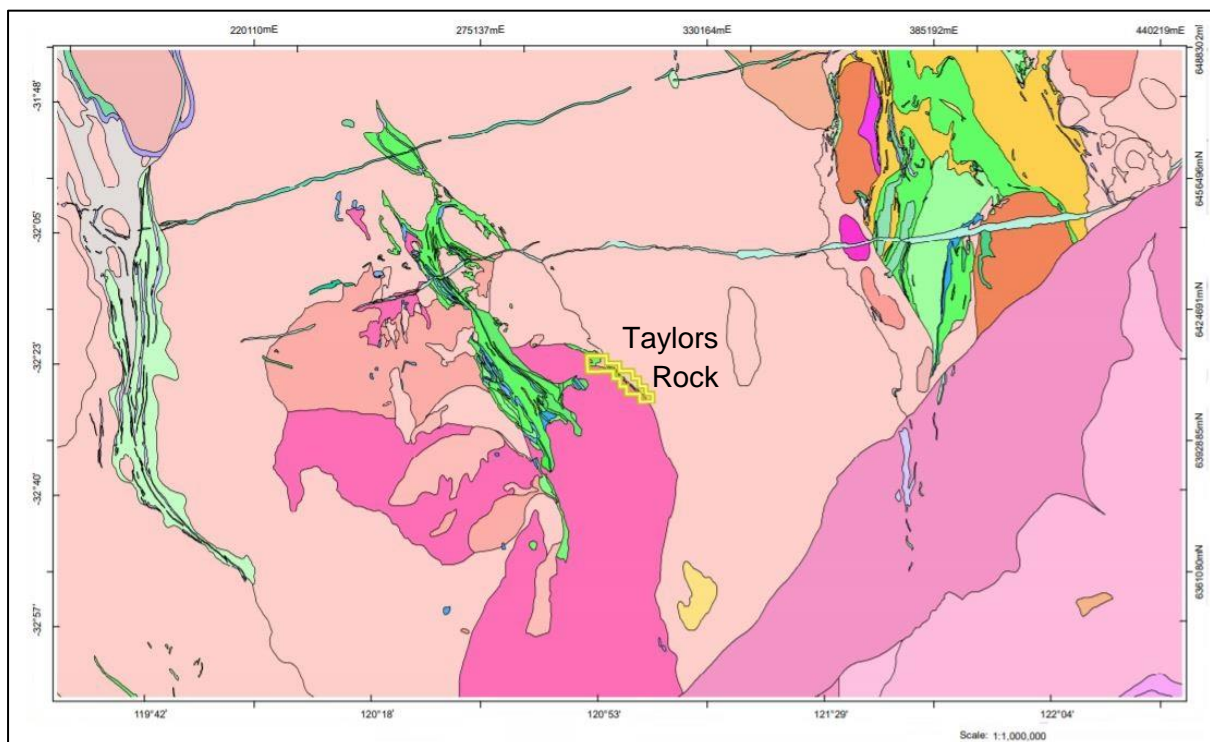 220110mE 275137mE 330164mE 385192mE 440219mE
6488302m
-31°48'
6456496mN
-32°05'
6424691mN
-32°23'
Taylors
Rock
6392885mN
-32°40'
6361080mN
-32°57'
119°42' 120°18' 120°53' 121°29' 122°04'
Scale: 1:1,000,000